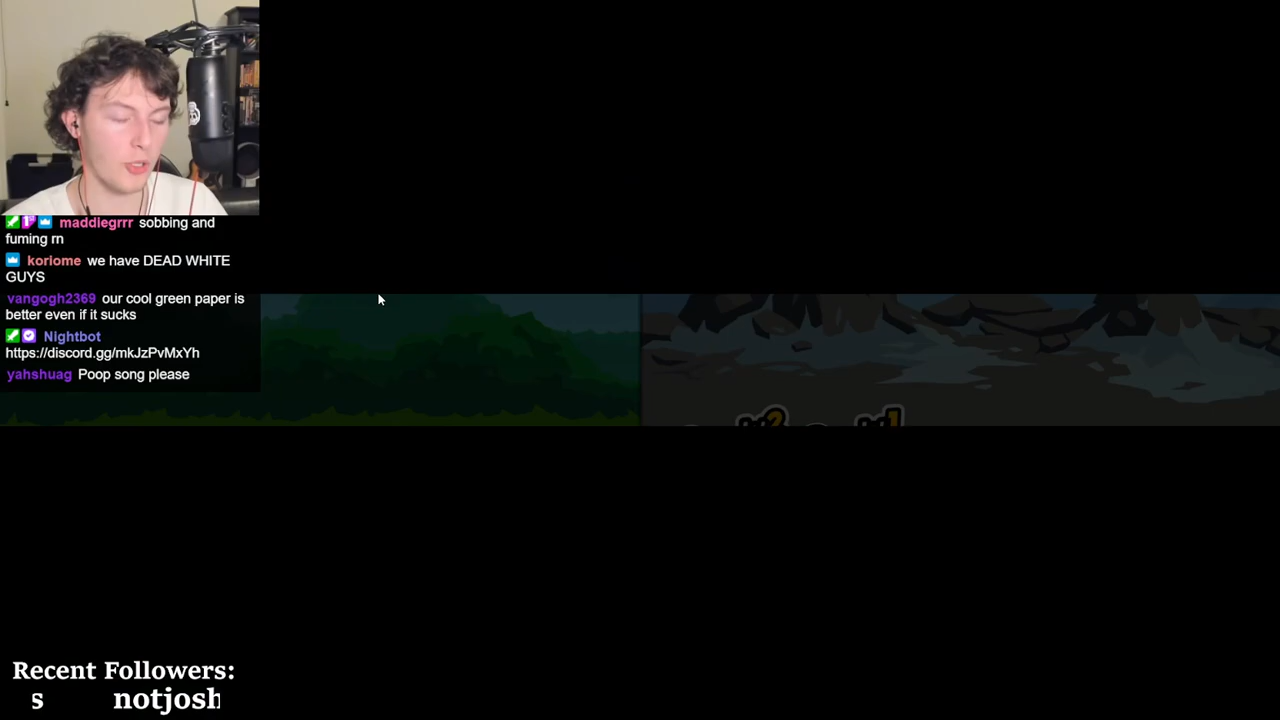 maddiegrrr sobbing and
fuming rn
koriome we have DEAD WHITE
GUYS
vangogh2369 our cool green paper is
better even if it sucks
Nightbot
https://discord.gg/mkJzPvMxYh
yahshuag Poop song please
Recent Followers:
s notjosh